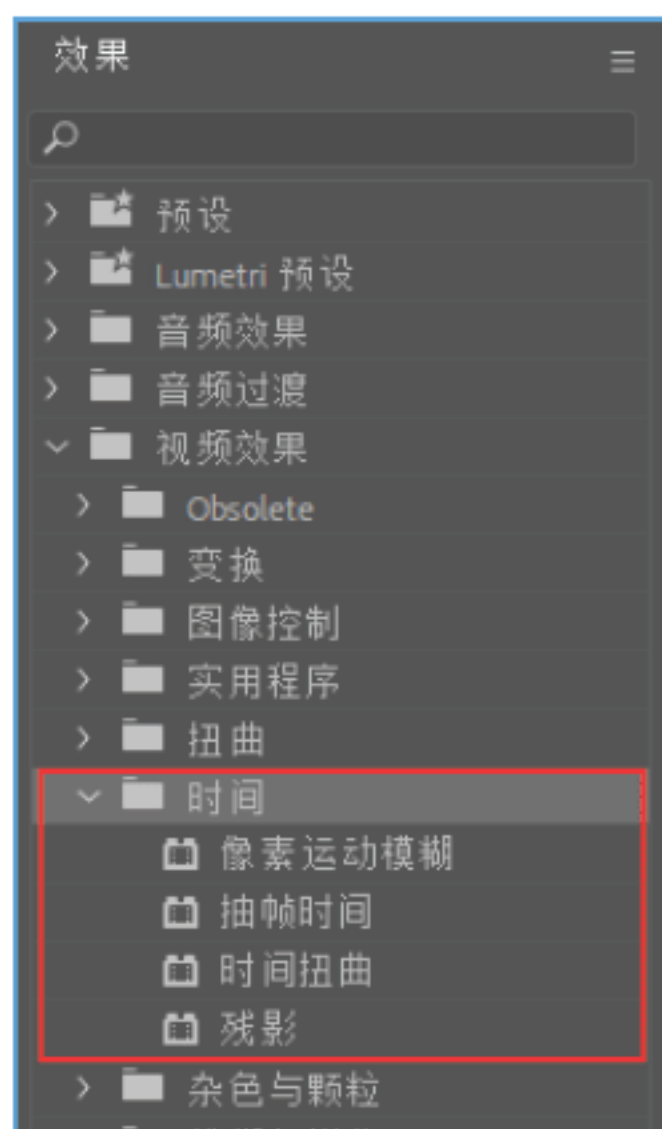 效果
预设
Lumetri 预设
音频效果
音频过渡
视频效果
Obsolete
变换
图像控制
实用程序
扭曲
时间
像素运动模糊
抽帧时间
时间扭曲
残影
杂色与颗粒